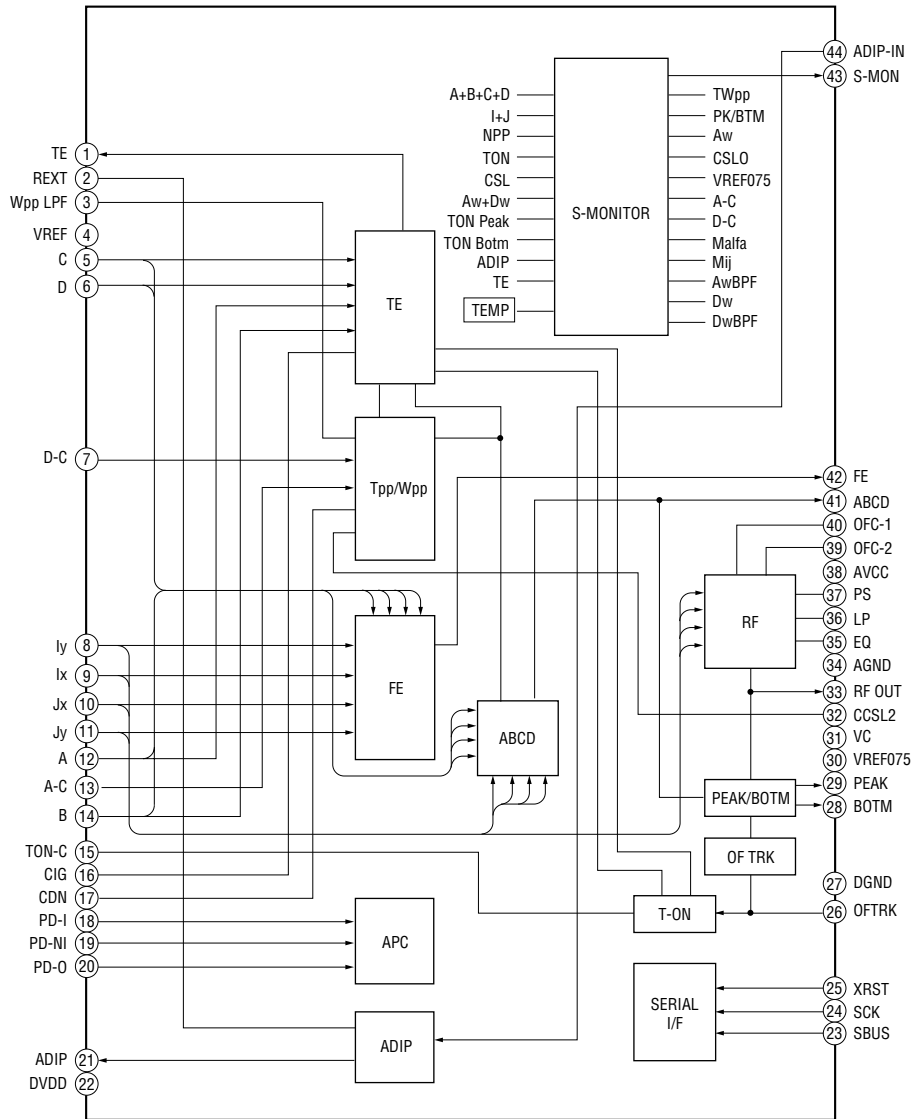 TE 1
REXT 2
Wpp LPF 3
VREF 4
C 5
D 6
D-C 7
Iy 8
Ix 9
Jx 10
Jy 11
A 12
A-C 13
B 14
TON-C 15
CIG 16
CDN 17
PD-I 18
PD-NI 19
PD-O 20
ADIP 21
DVDD 22
TE
Tpp/Wpp
FE
APC
ADIP
A+B+C+D
I+J
NPP
TON
CSL
Aw+Dw
TON Peak
TON Botm
ADIP
TE
TEMP
S-MONITOR
TWpp
PK/BTM
Aw
CSLO
VREF075
A-C
D-C
Malfa
Mij
AwBPF
Dw
DwBPF
ABCD
RF
PEAK/BOTM
OF TRK
T-ON
SERIAL
I/F
44 ADIP-IN
43 S-MON
42 FE
41 ABCD
40 OFC-1
39 OFC-2
38 AVCC
37 PS
36 LP
35 EQ
34 AGND
33 RF OUT
32 CCSL2
31 VC
30 VREF075
29 PEAK
28 BOTM
27 DGND
26 OFTRK
25 XRST
24 SCK
23 SBUS